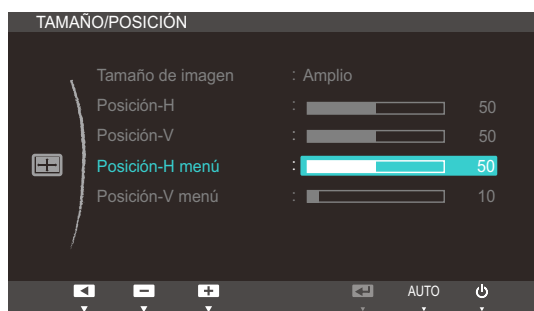 TAMAÑO/POSICIÓN
Tamaño de imagen : Amplio
Posición-H : 50
Posición-V : 50
Posición-H menú : 50
Posición-V menú : 10
AUTO